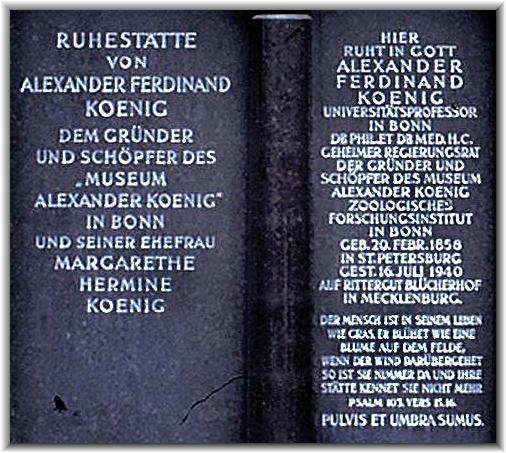 RUHESTÄTTE
VON
ALEXANDER FERDINAND
KOENIG
DEM GRÜNDER
UND SCHÖPFER DES
„MUSEUM
ALEXANDER KOENIG“
IN BONN
UND SEINER EHEFRAU
MARGARETHE
HERMINE
KOENIG
HIER
RUHT IN GOTT
ALEXANDER
FERDINAND
KOENIG
UNIVERSITÄTSPROFESSOR
IN BONN
DR. PHIL. ET DR. MED. H.C.
GEHEIMER REGIERUNGSRAT
DER GRÜNDER UND
SCHÖPFER DES MUSEUM
ALEXANDER KOENIG
ZOOLOGISCHES
FORSCHUNGSINSTITUT
IN BONN
GEB. 20. FEBR. 1858
IN ST. PETERSBURG
GEST. 16. JULI 1940
AUF RITTERGUT BLÜCHERHOF
IN MECKLENBURG.
DER MENSCH IST IN SEINEM LEBEN
WIE GRAS, ER BLÜHET WIE EINE
BLUME AUF DEM FELDE,
WENN DER WIND DARÜBERGEHET
SO IST SIE NIMMER DA UND IHRE
STÄTTE KENNET SIE NICHT MEHR
PSALM 103. VERS 15.16.
PULVIS ET UMBRA SUMUS.